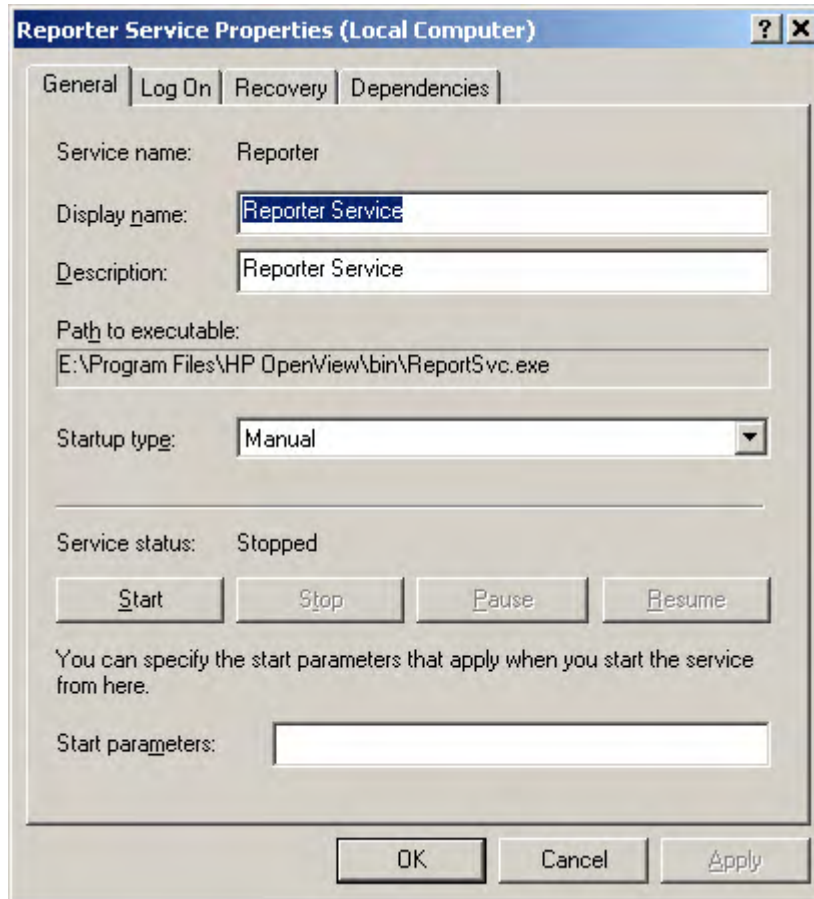 Reporter Service Properties (Local Computer) ? X
General Log On Recovery Dependencies
Service name: Reporter
Display name: Reporter Service
Description: Reporter Service
Path to executable:
E:\Program Files\HP OpenView\bin\ReportSvc.exe
Startup type: Manual
Service status: Stopped
Start Stop Pause Resume
You can specify the start parameters that apply when you start the service
from here.
Start parameters:
OK Cancel Apply